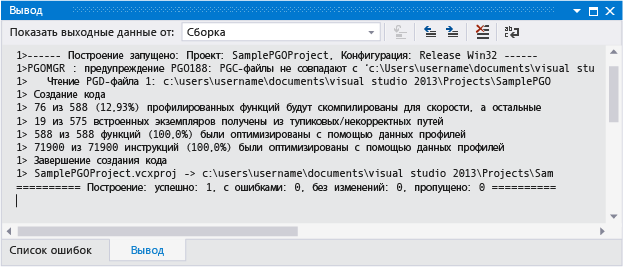 Вывод
Показать выходные данные от: Сборка
1>------ Построение запущено: Проект: SamplePGOProject, Конфигурация: Release Win32 ------
1>PGOMGR : предупреждение PGO188: PGC-файлы не совпадают с 'c:\Users\username\documents\visual stu
1>   Чтение PGD-файла 1: c:\users\username\documents\visual studio 2013\Projects\SamplePGO
1> Создание кода
1> 76 из 588 (12,93%) профилированных функций будут скомпилированы для скорости, а остальные
1> 19 из 575 встроенных экземпляров получены из тупиковых/некорректных путей
1> 588 из 588 функций (100,0%) были оптимизированы с помощью данных профилей
1> 71900 из 71900 инструкций (100,0%) были оптимизированы с помощью данных профилей
1> Завершение создания кода
1> SamplePGOProject.vcxproj -> c:\users\username\documents\visual studio 2013\Projects\Sam
========== Построение: успешно: 1, с ошибками: 0, без изменений: 0, пропущено: 0 ==========
Список ошибок Вывод